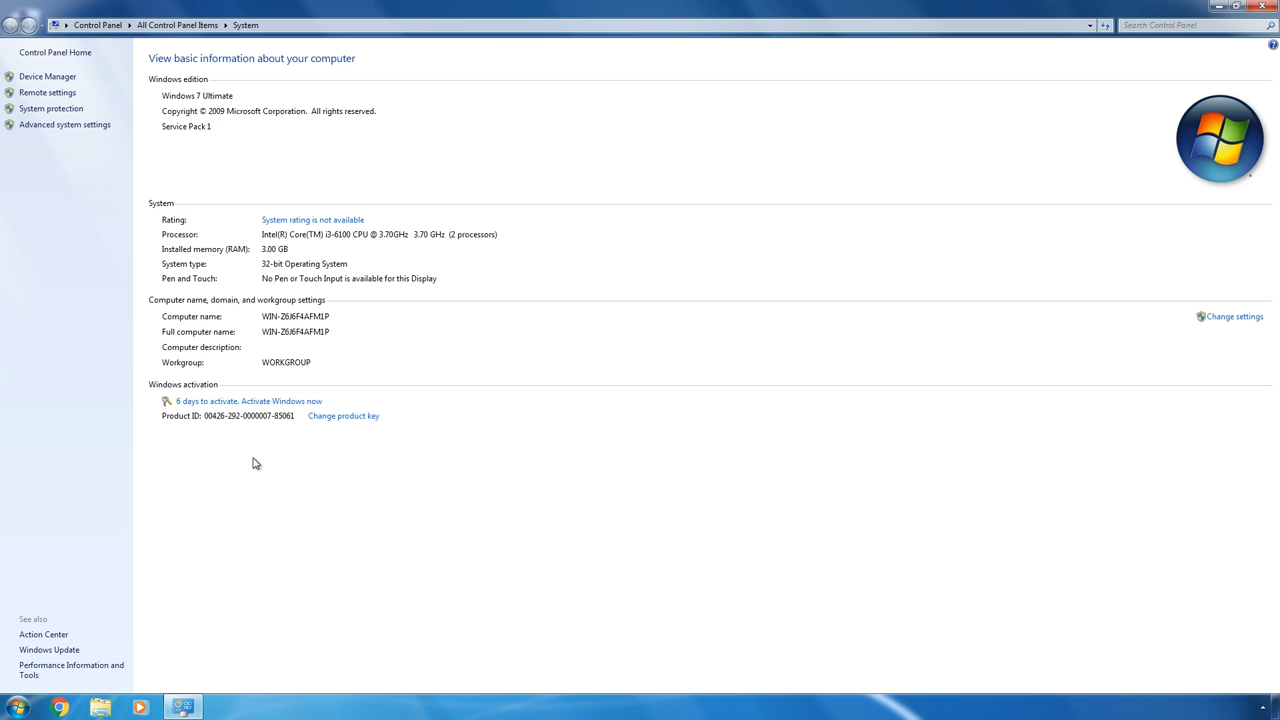 Control Panel ▸ All Control Panel Items ▸ System
Search Control Panel
Control Panel Home
Device Manager
Remote settings
System protection
Advanced system settings
View basic information about your computer
Windows edition
Windows 7 Ultimate
Copyright © 2009 Microsoft Corporation. All rights reserved.
Service Pack 1
System
Rating: System rating is not available
Processor: Intel(R) Core(TM) i3-6100 CPU @ 3.70GHz 3.70 GHz (2 processors)
Installed memory (RAM): 3.00 GB
System type: 32-bit Operating System
Pen and Touch: No Pen or Touch Input is available for this Display
Computer name, domain, and workgroup settings
Computer name: WIN-Z6J6F4AFM1P
Change settings
Full computer name: WIN-Z6J6F4AFM1P
Computer description:
Workgroup: WORKGROUP
Windows activation
6 days to activate. Activate Windows now
Product ID: 00426-292-0000007-85061 Change product key
See also
Action Center
Windows Update
Performance Information and
Tools